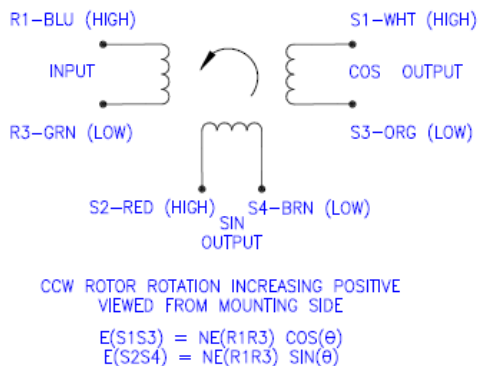 R1-BLU (HIGH)
S1-WHT (HIGH)
INPUT
COS OUTPUT
R3-GRN (LOW)
S3-ORG (LOW)
S2-RED (HIGH)
S4-BRN (LOW)
SIN
OUTPUT
CCW ROTOR ROTATION INCREASING POSITIVE
VIEWED FROM MOUNTING SIDE
E(S1S3) = NE(R1R3) COS(θ)
E(S2S4) = NE(R1R3) SIN(θ)